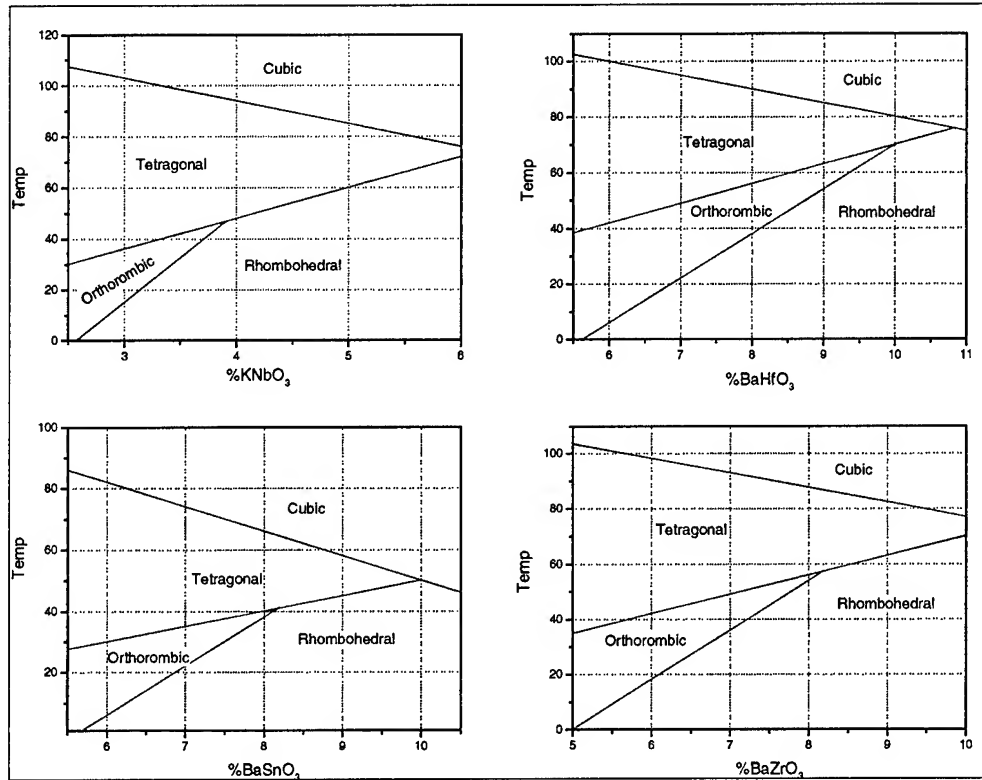 120
100
80
60
40
20
0
Temp
Cubic
Tetragonal
Orthorombic
Rhombohedral
3 4 5 6
%KNbO₃
100
80
60
40
20
0
Temp
Cubic
Tetragonal
Orthorombic
Rhombohedral
6 7 8 9 10 11
%BaHfO₃
100
80
60
40
20
Temp
Cubic
Tetragonal
Orthorombic
Rhombohedral
6 7 8 9 10
%BaSnO₃
100
80
60
40
20
0
Temp
Cubic
Tetragonal
Orthorombic
Rhombohedral
5 6 7 8 9 10
%BaZrO₃